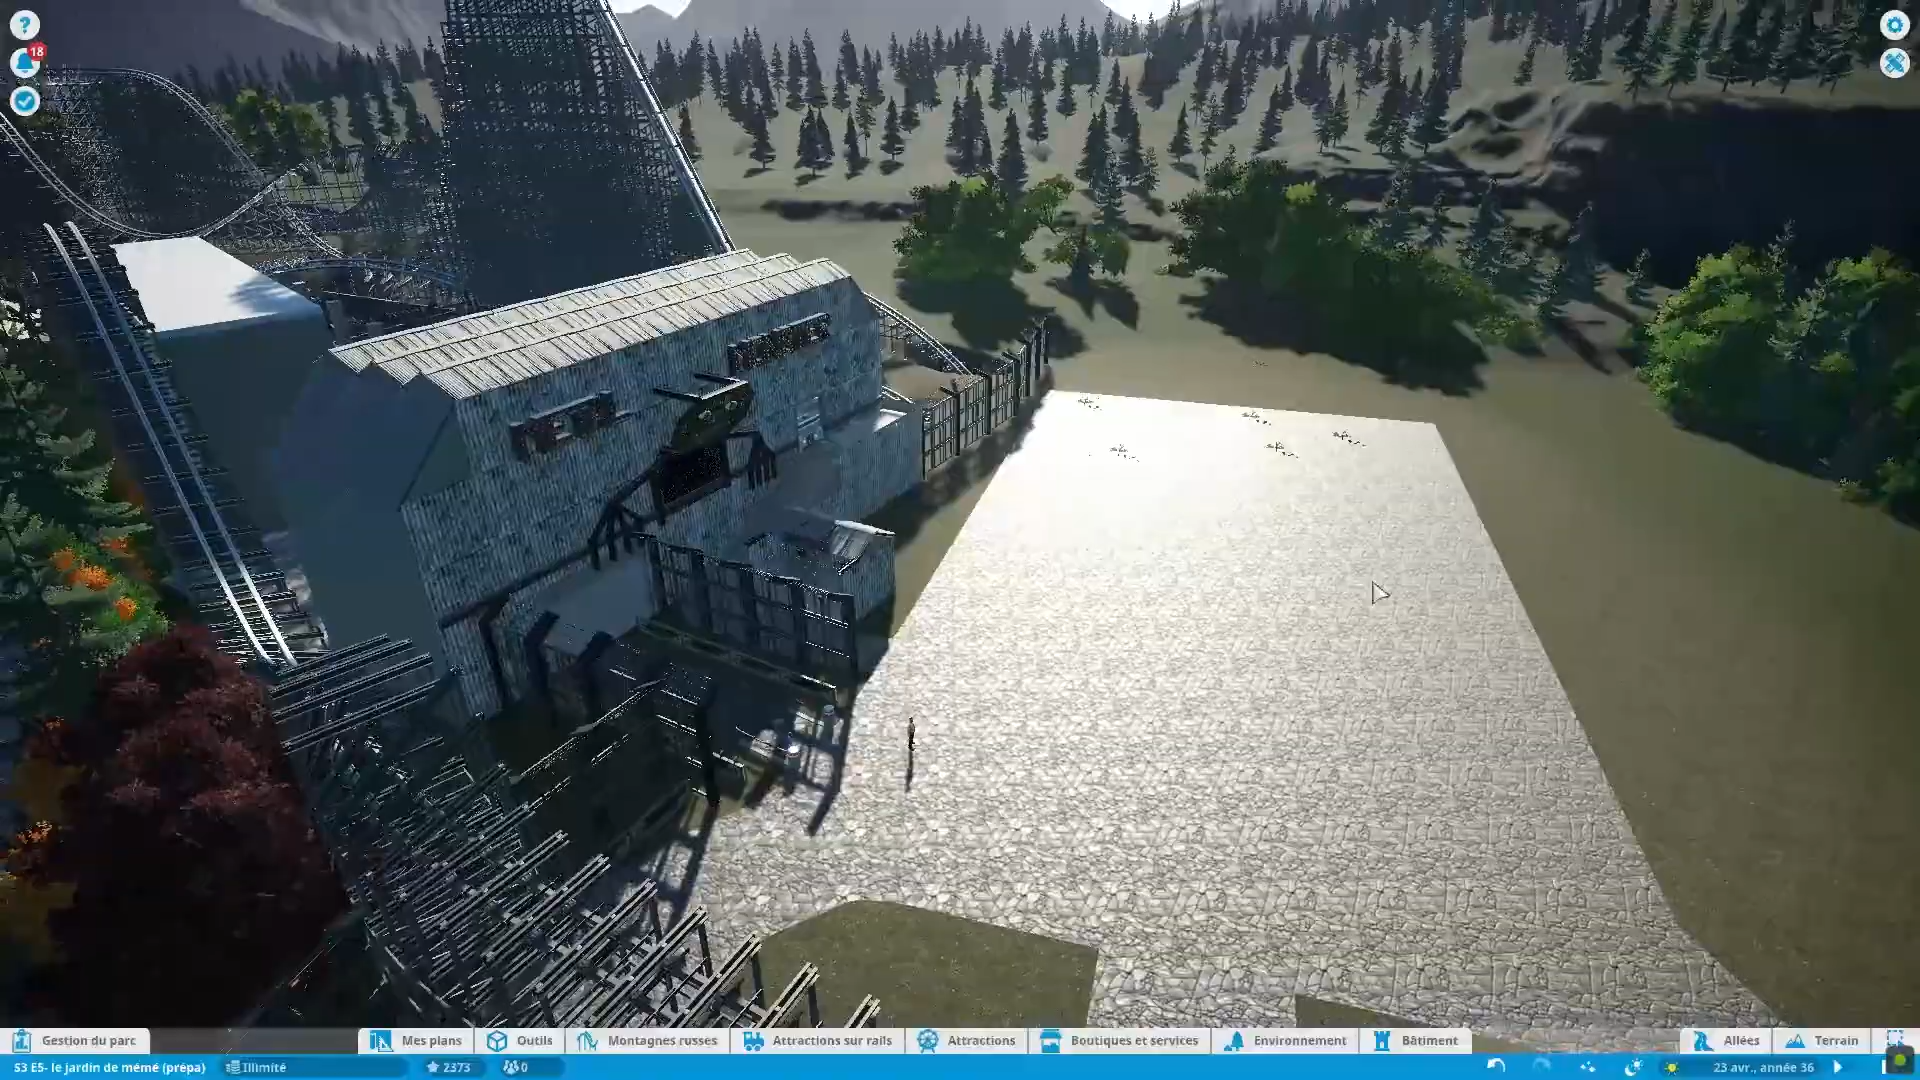 ?
18
Gestion du parc
Mes plans
Outils
Montagnes russes
Attractions sur rails
Attractions
Boutiques et services
Environnement
Bâtiment
Allées
Terrain
S3 E5- le jardin de mémé (prépa)
Illimité
2373
0
23 avr., année 36